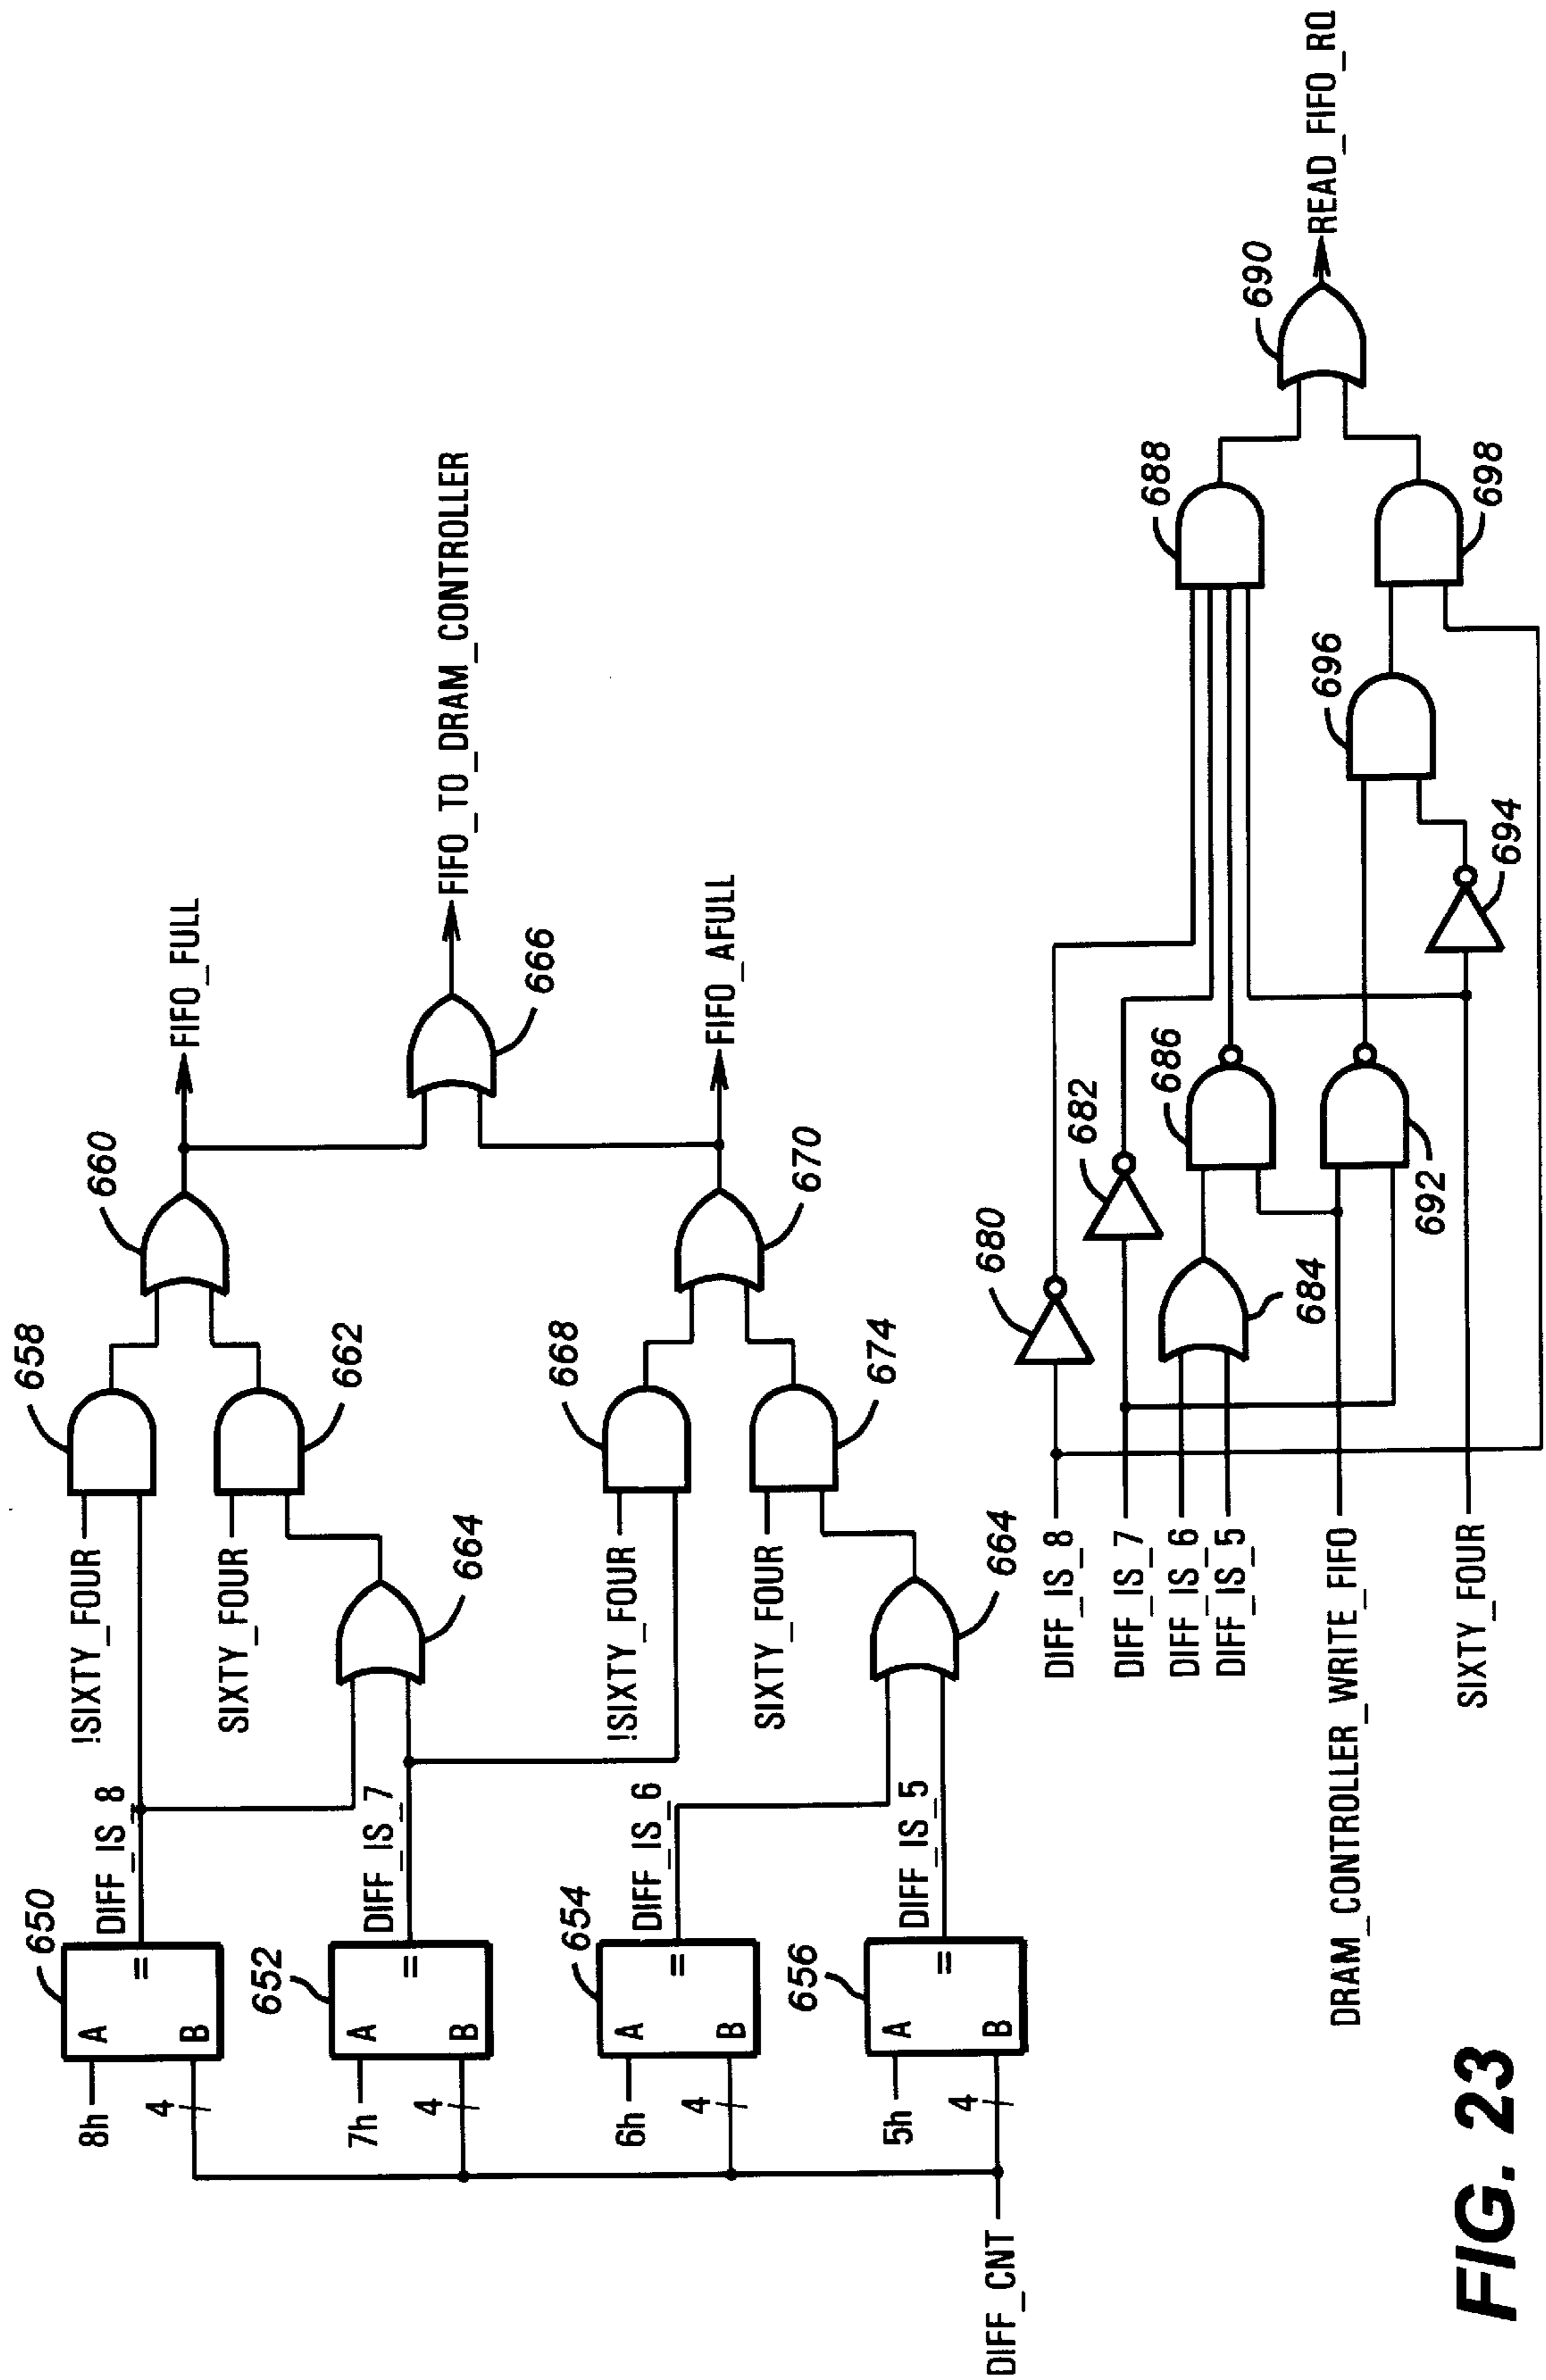 650
8h
A
B
=
4
DIFF_IS_8
!SIXTY_FOUR
658
660
FIFO_FULL
SIXTY_FOUR
662
652
7h
A
B
=
4
DIFF_IS_7
664
666
FIFO_TO_DRAM_CONTROLLER
654
6h
A
B
=
4
DIFF_IS_6
!SIXTY_FOUR
668
670
FIFO_AFULL
SIXTY_FOUR
674
656
5h
A
B
=
4
DIFF_IS_5
664
DIFF_CNT
DIFF_IS_8
680
DIFF_IS_7
682
DIFF_IS_6
DIFF_IS_5
684
686
688
690
READ_FIFO_RQ
DRAM_CONTROLLER_WRITE_FIFO
692
696
698
SIXTY_FOUR
694
FIG. 23